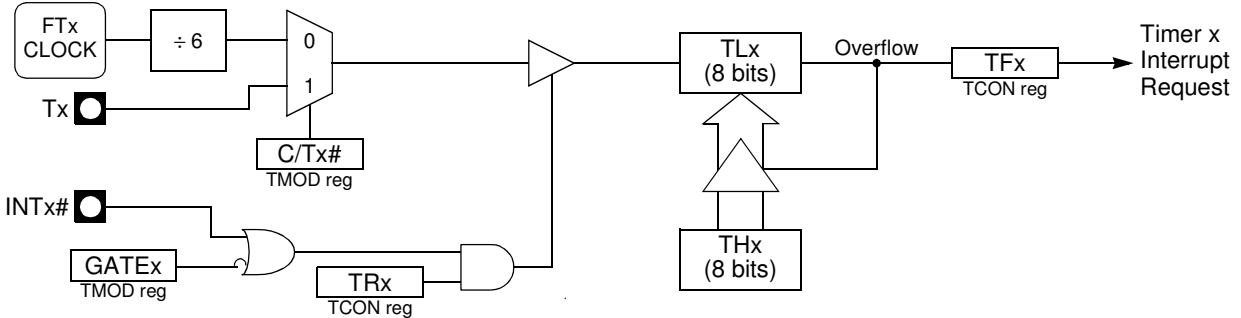 FTx
CLOCK
÷ 6
0
1
Tx
C/Tx#
TMOD reg
INTx#
GATEx
TMOD reg
TRx
TCON reg
TLx
(8 bits)
THx
(8 bits)
Overflow
TFx
TCON reg
Timer x
Interrupt
Request